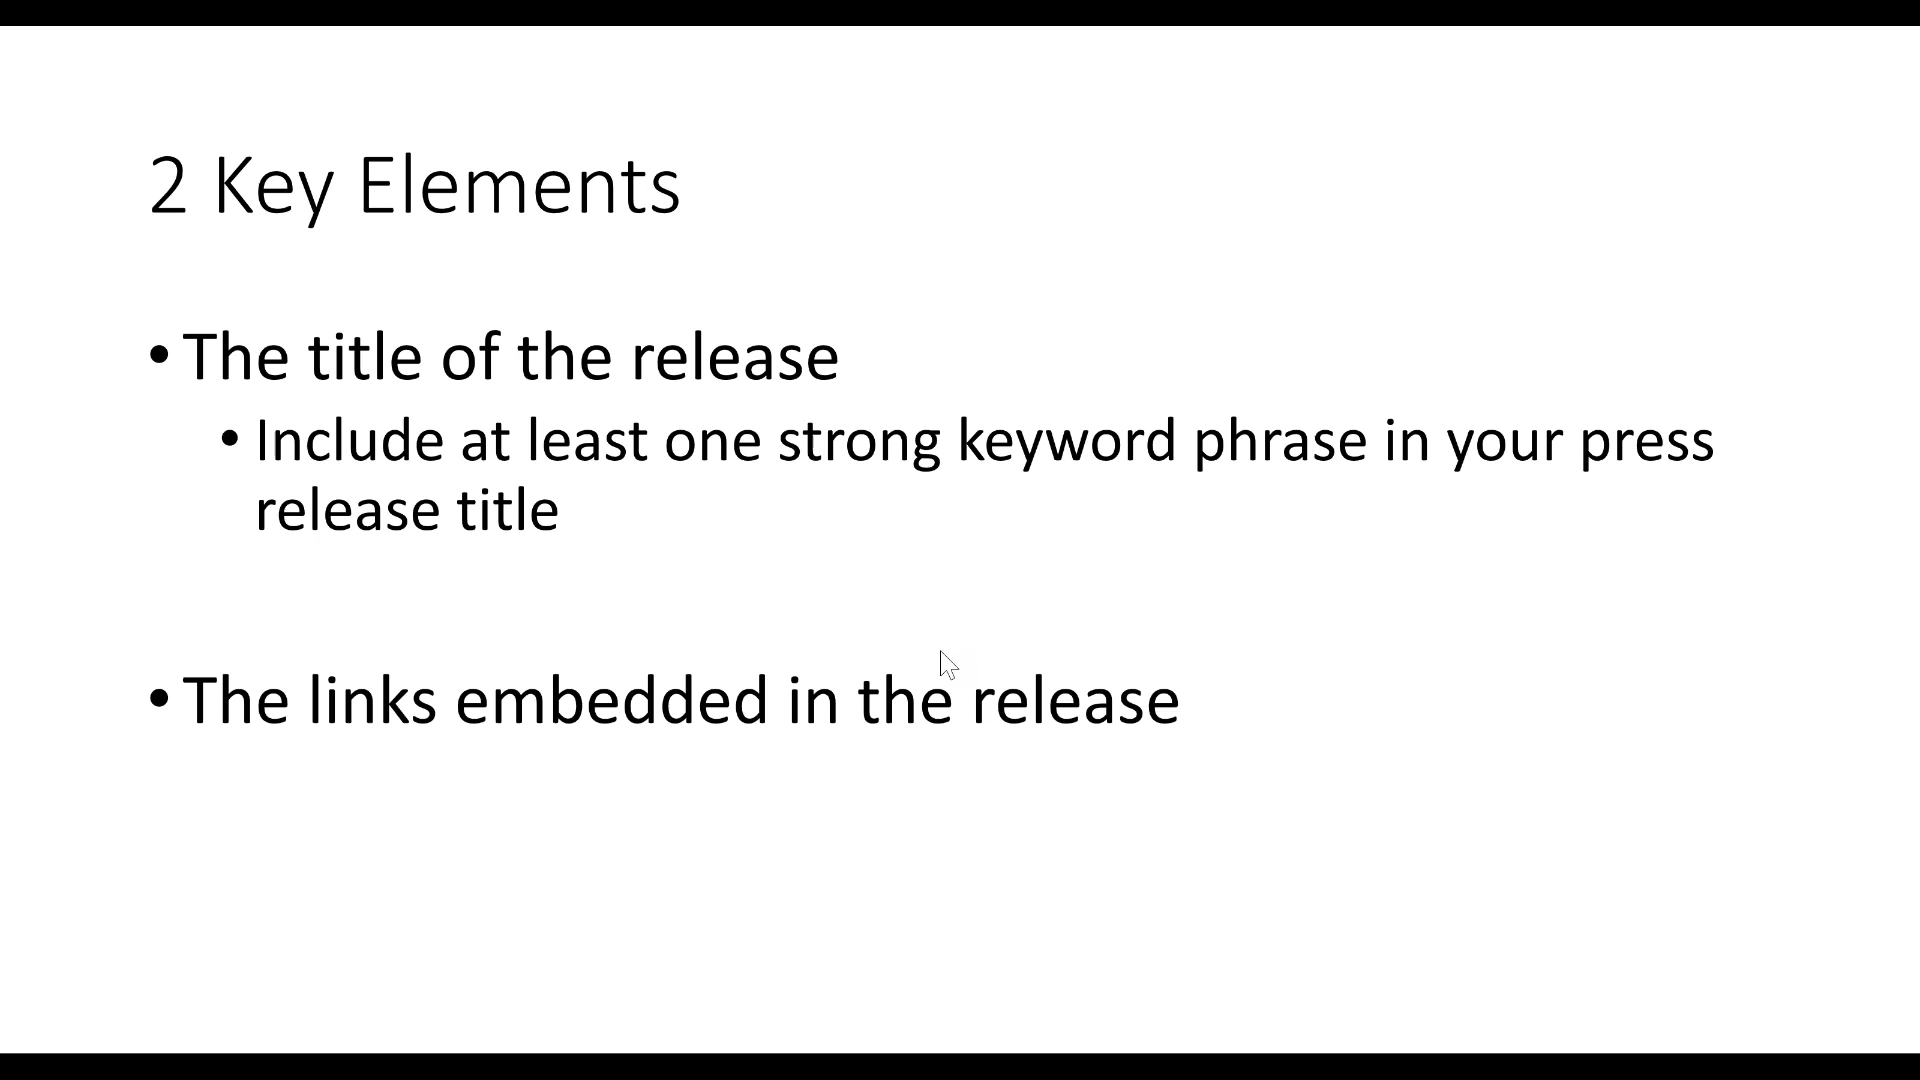 2 Key Elements
• The title of the release
• Include at least one strong keyword phrase in your press
release title
• The links embedded in the release